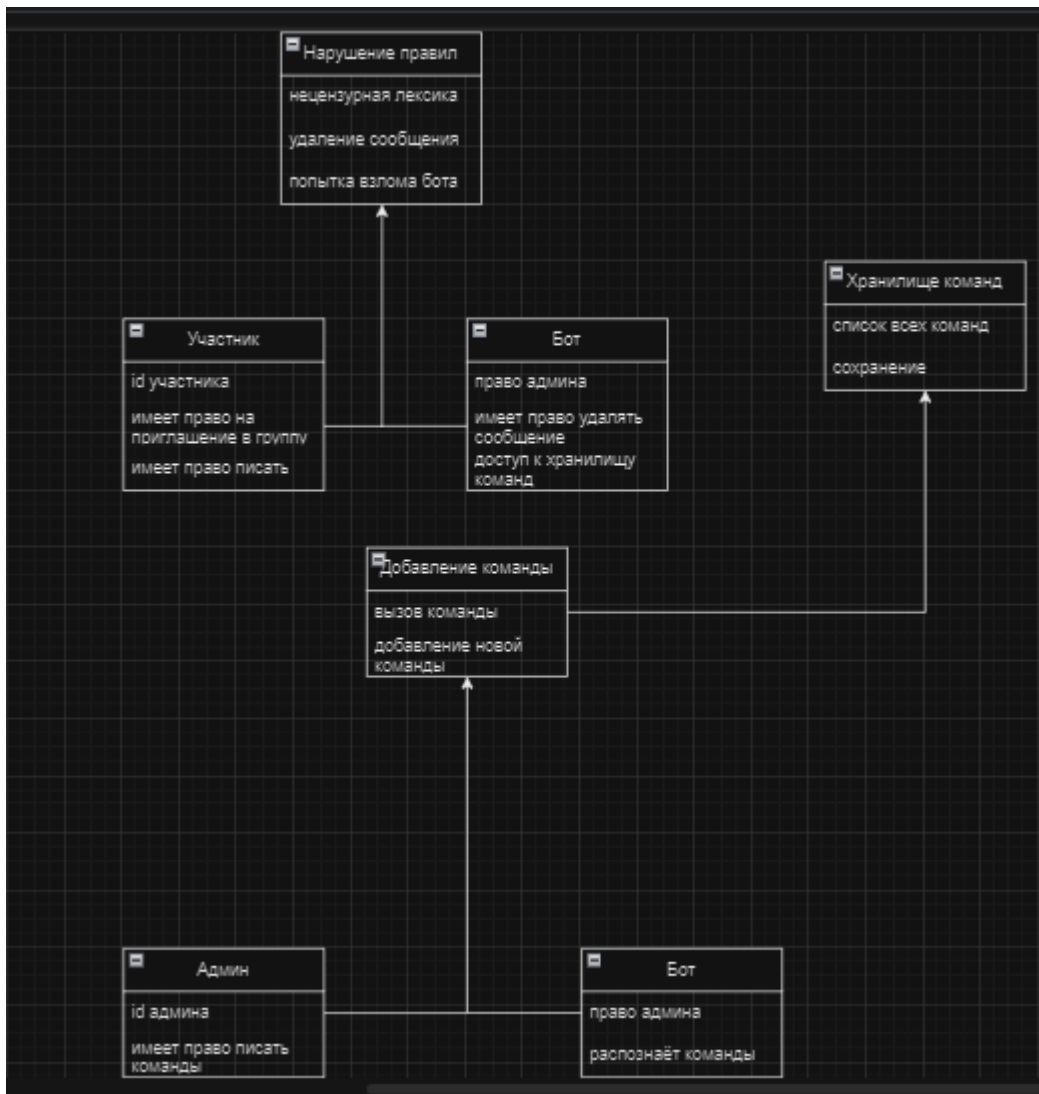 Нарушение правил
нецензурная лексика
удаление сообщения
попытка взлома бота
Хранилище команд
список всех команд
сохранение
Участник
id участника
имеет право на
приглашение в группу
имеет право писать
Бот
право админа
имеет право удалять
сообщение
доступ к хранилищу
команд
Добавление команды
вызов команды
добавление новой
команды
Админ
id админа
имеет право писать
команды
Бот
право админа
распознаёт команды